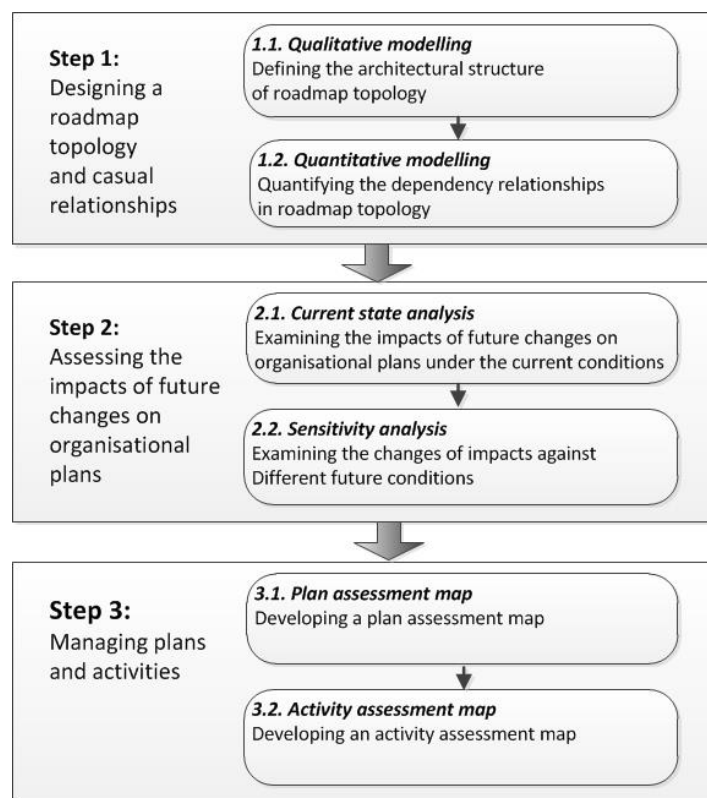 Step 1:
Designing a
roadmap
topology
and casual
relationships
1.1. Qualitative modelling
Defining the architectural structure
of roadmap topology
1.2. Quantitative modelling
Quantifying the dependency relationships
in roadmap topology
Step 2:
Assessing the
impacts of future
changes on
organisational
plans
2.1. Current state analysis
Examining the impacts of future changes on
organisational plans under the current conditions
2.2. Sensitivity analysis
Examining the changes of impacts against
Different future conditions
Step 3:
Managing plans
and activities
3.1. Plan assessment map
Developing a plan assessment map
3.2. Activity assessment map
Developing an activity assessment map